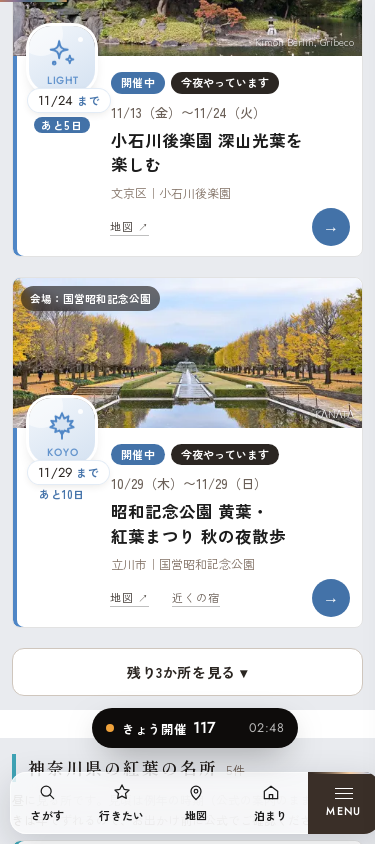 Kimon Berlin, Gribeco
LIGHT
11/24 まで
あと5日
開催中 今夜やっています
11/13（金）〜11/24（火）
小石川後楽園 深山光葉を
楽しむ
文京区｜小石川後楽園
地図 ↗
→
会場：国営昭和記念公園
KANATA
KOYO
11/29 まで
あと10日
開催中 今夜やっています
10/29（木）〜11/29（日）
昭和記念公園 黄葉・
紅葉まつり 秋の夜散歩
立川市｜国営昭和記念公園
地図 ↗ 近くの宿
→
残り3か所を見る ▾
きょう開催 117 02:48
神奈川県の紅葉の名所 5件
さがす 行きたい 地図 泊まり MENU